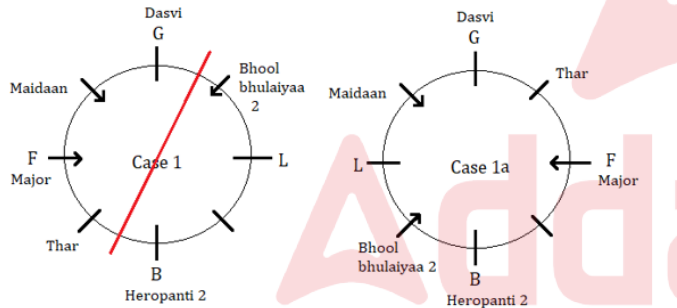 Dasvi
G
Maidaan
Bhool
bhulaiyaa
2
F
Major
Case 1
L
Thar
B
Heropanti 2
Dasvi
G
Thar
Maidaan
L
Case 1a
F
Major
Bhool
bhulaiyaa 2
B
Heropanti 2
Adda